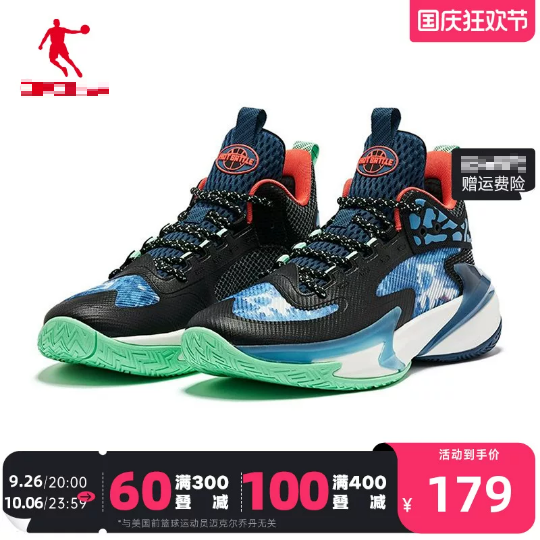 国庆狂欢节
HOT BATTLE
赠运费险
9.26/20:00
10.06/23:59
60 满300叠减
100 满400叠减
活动到手价
¥179
*与美国前篮球运动员迈克尔乔丹无关